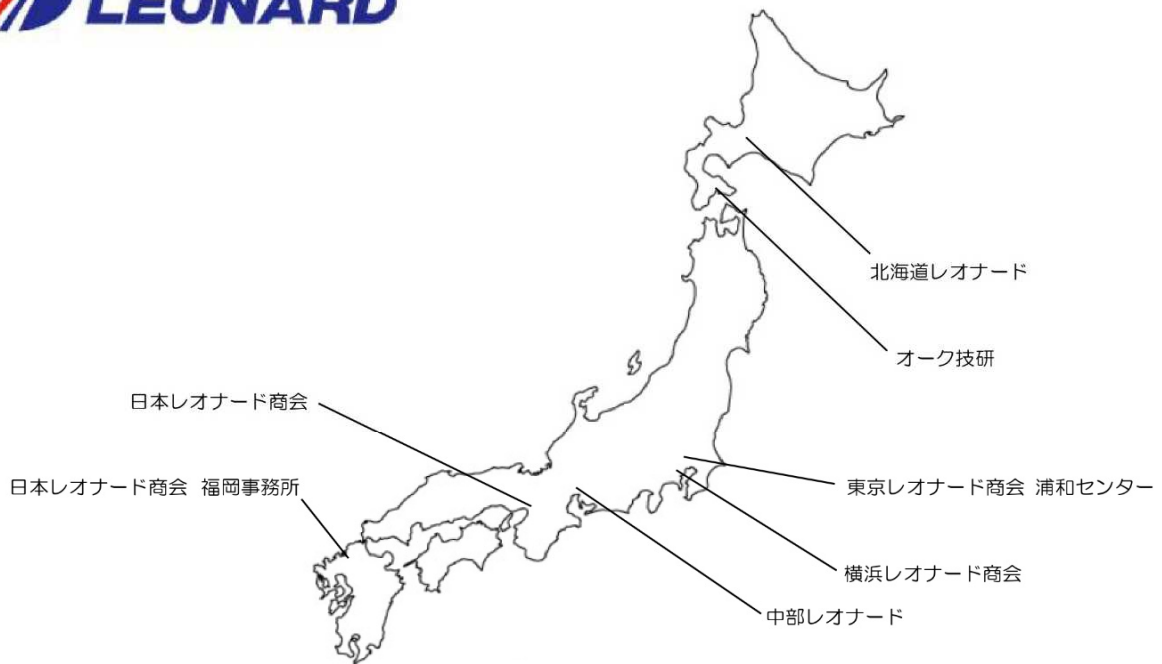 LEONARD
北海道レオナード
オーク技研
日本レオナード商会
日本レオナード商会 福岡事務所
東京レオナード商会 浦和センター
横浜レオナード商会
中部レオナード